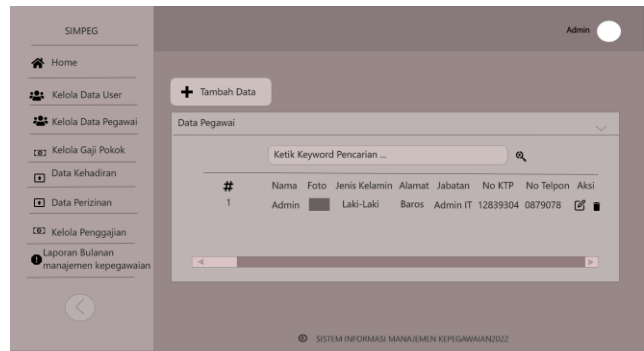 SIMPEG
Admin
Home
Kelola Data User
Kelola Data Pegawai
Kelola Gaji Pokok
Data Kehadiran
Data Perizinan
Kelola Penggajian
Laporan Bulanan
manajemen kepegawaian
Tambah Data
Data Pegawai
Ketik Keyword Pencarian ...
# Nama Foto Jenis Kelamin Alamat Jabatan No KTP No Telpon Aksi
1 Admin Laki-Laki Baros Admin IT 12839304 0879078
© SISTEM INFORMASI MANAJEMEN KEPEGAWAIAN2022